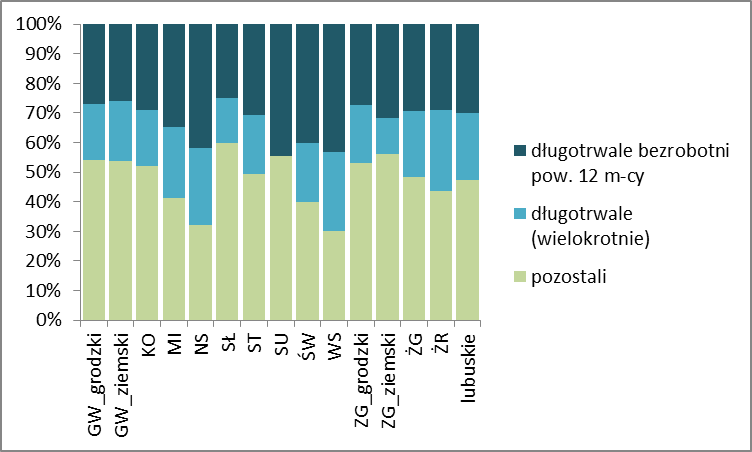 100%
90%
80%
70%
60%
50%
40%
30%
20%
10%
0%
GW_grodzki
GW_ziemski
KO
MI
NS
SŁ
ST
SU
ŚW
WS
ZG_grodzki
ZG_ziemski
ŻG
ŻR
lubuskie
długotrwale bezrobotni
pow. 12 m-cy
długotrwale
(wielokrotnie)
pozostali